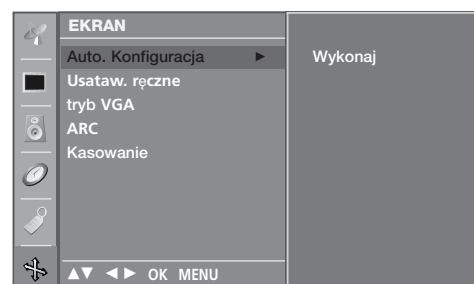 EKRAN
Auto. Konfiguracja ►
Wykonaj
Usataw. ręczne
tryb VGA
ARC
Kasowanie
▲▼ ◄► OK MENU